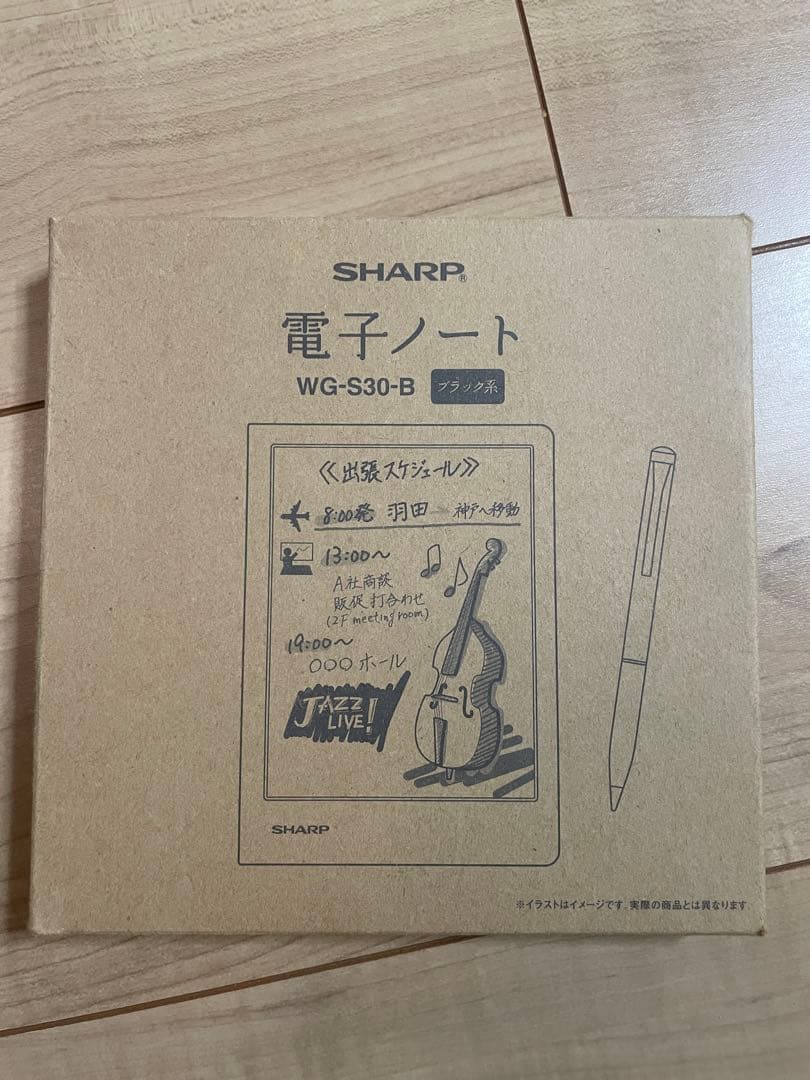 SHARP®
電子ノート
WG-S30-B ブラック系
≪出張スケジュール≫
8:00発 羽田 — 神戸へ移動
13:00〜
A社商談
販促打合わせ
(2F meeting room)
19:00〜
○○○ ホール
JAZZ
LIVE!
SHARP
※イラストはイメージです。実際の商品とは異なります。